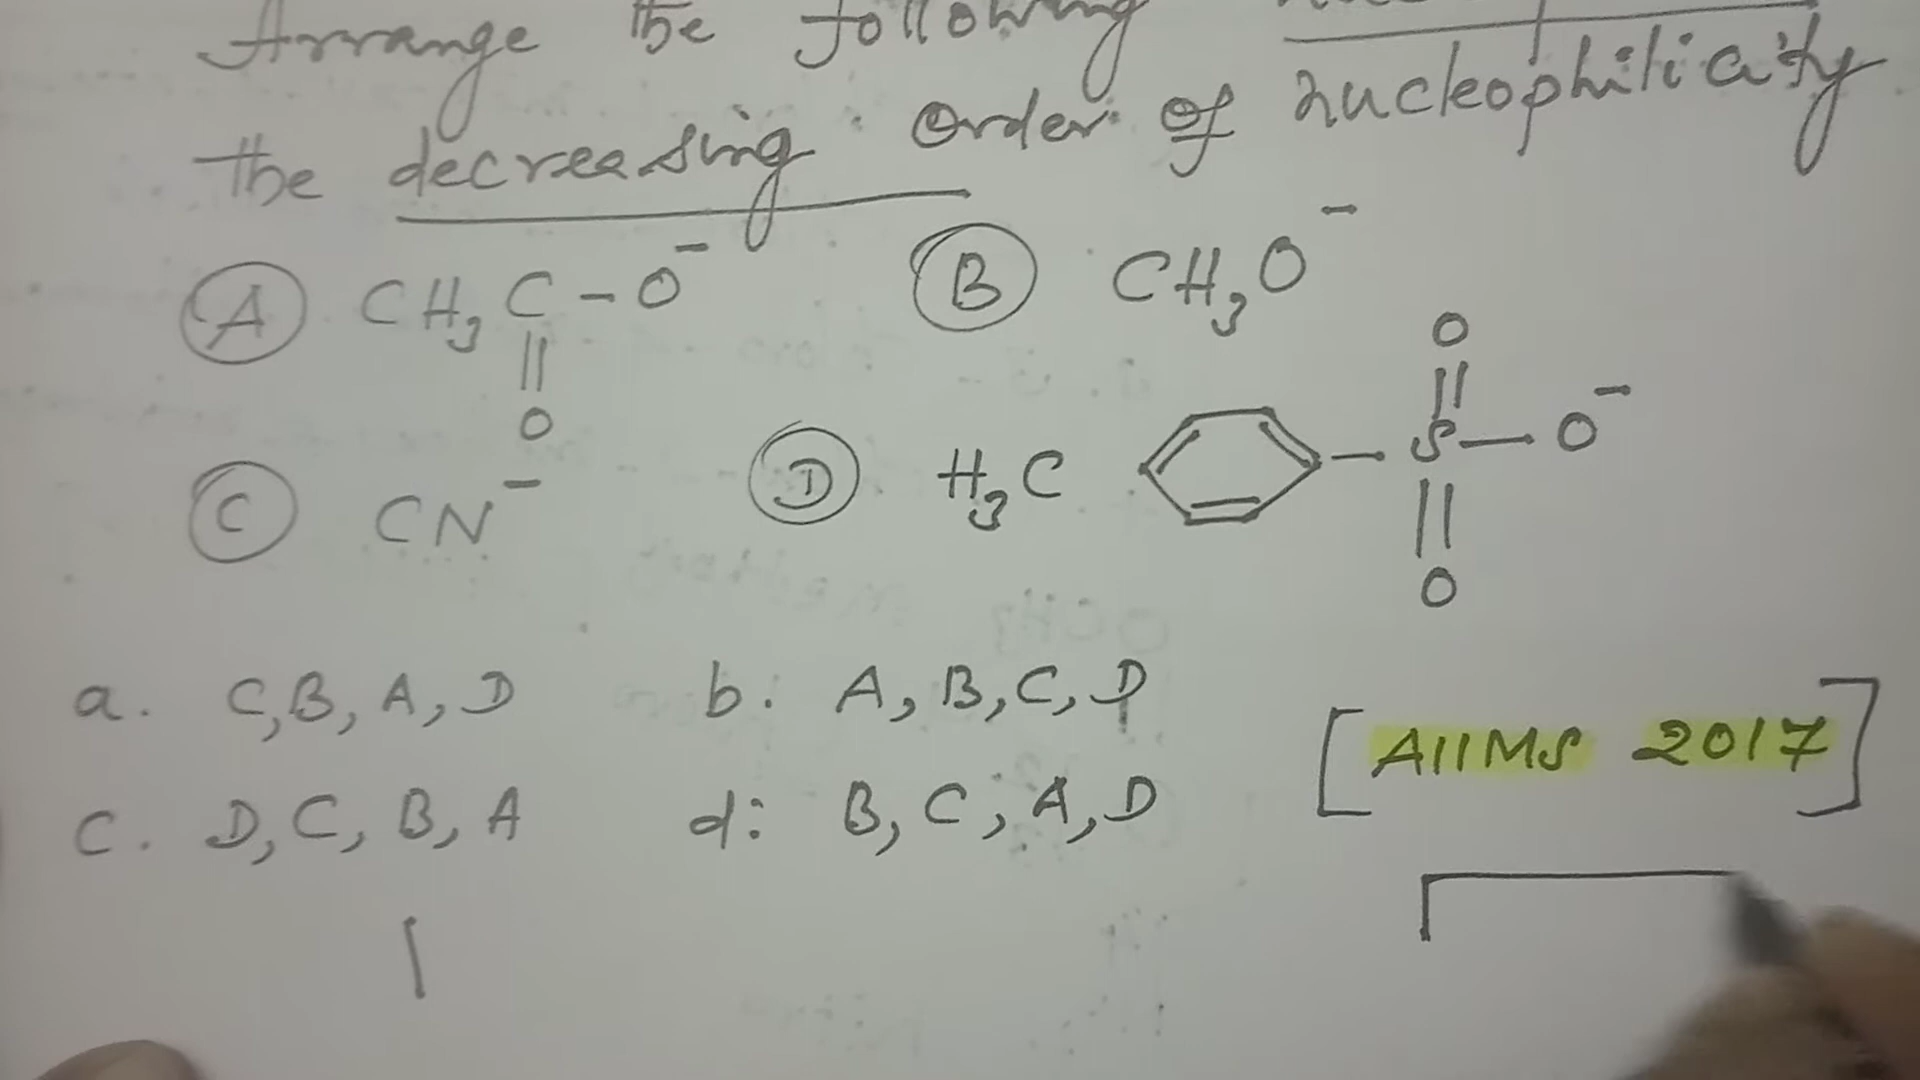 Arrange the following
the decreasing order of nucleophilicity
A CH₃C-O⁻ B CH₃O⁻
|| O
O ||
C CN⁻ D H₃C -S-O⁻
||
O
a. C,B, A, D b. A, B, C, D
[AIIMS 2017]
c. D, C, B, A d: B, C, A, D